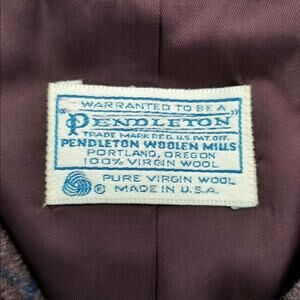 WARRANTED TO BE A
"PENDLETON"
TRADE MARK REG. U.S. PAT. OFF.
PENDLETON WOOLEN MILLS
PORTLAND, OREGON
100% VIRGIN WOOL
PURE VIRGIN WOOL
® MADE IN U.S.A.